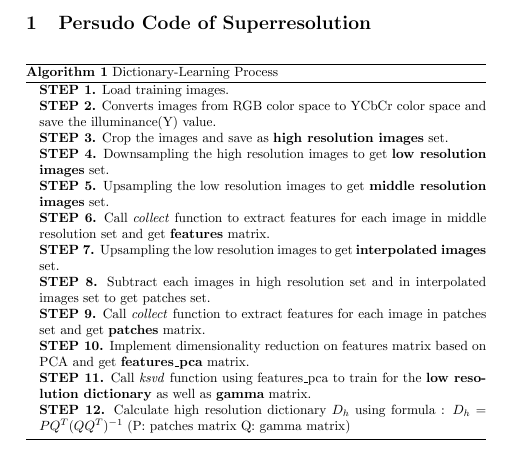 1 Persudo Code of Superresolution
Algorithm 1 Dictionary-Learning Process
STEP 1. Load training images.
STEP 2. Converts images from RGB color space to YCbCr color space and
save the illuminance(Y) value.
STEP 3. Crop the images and save as high resolution images set.
STEP 4. Downsampling the high resolution images to get low resolution
images set.
STEP 5. Upsampling the low resolution images to get middle resolution
images set.
STEP 6. Call collect function to extract features for each image in middle
resolution set and get features matrix.
STEP 7. Upsampling the low resolution images to get interpolated images
set.
STEP 8. Subtract each images in high resolution set and in interpolated
images set to get patches set.
STEP 9. Call collect function to extract features for each image in patches
set and get patches matrix.
STEP 10. Implement dimensionality reduction on features matrix based on
PCA and get features_pca matrix.
STEP 11. Call ksvd function using features_pca to train for the low reso-
lution dictionary as well as gamma matrix.
STEP 12. Calculate high resolution dictionary D_h using formula : D_h =
PQ^T(QQ^T)^{-1} (P: patches matrix Q: gamma matrix)